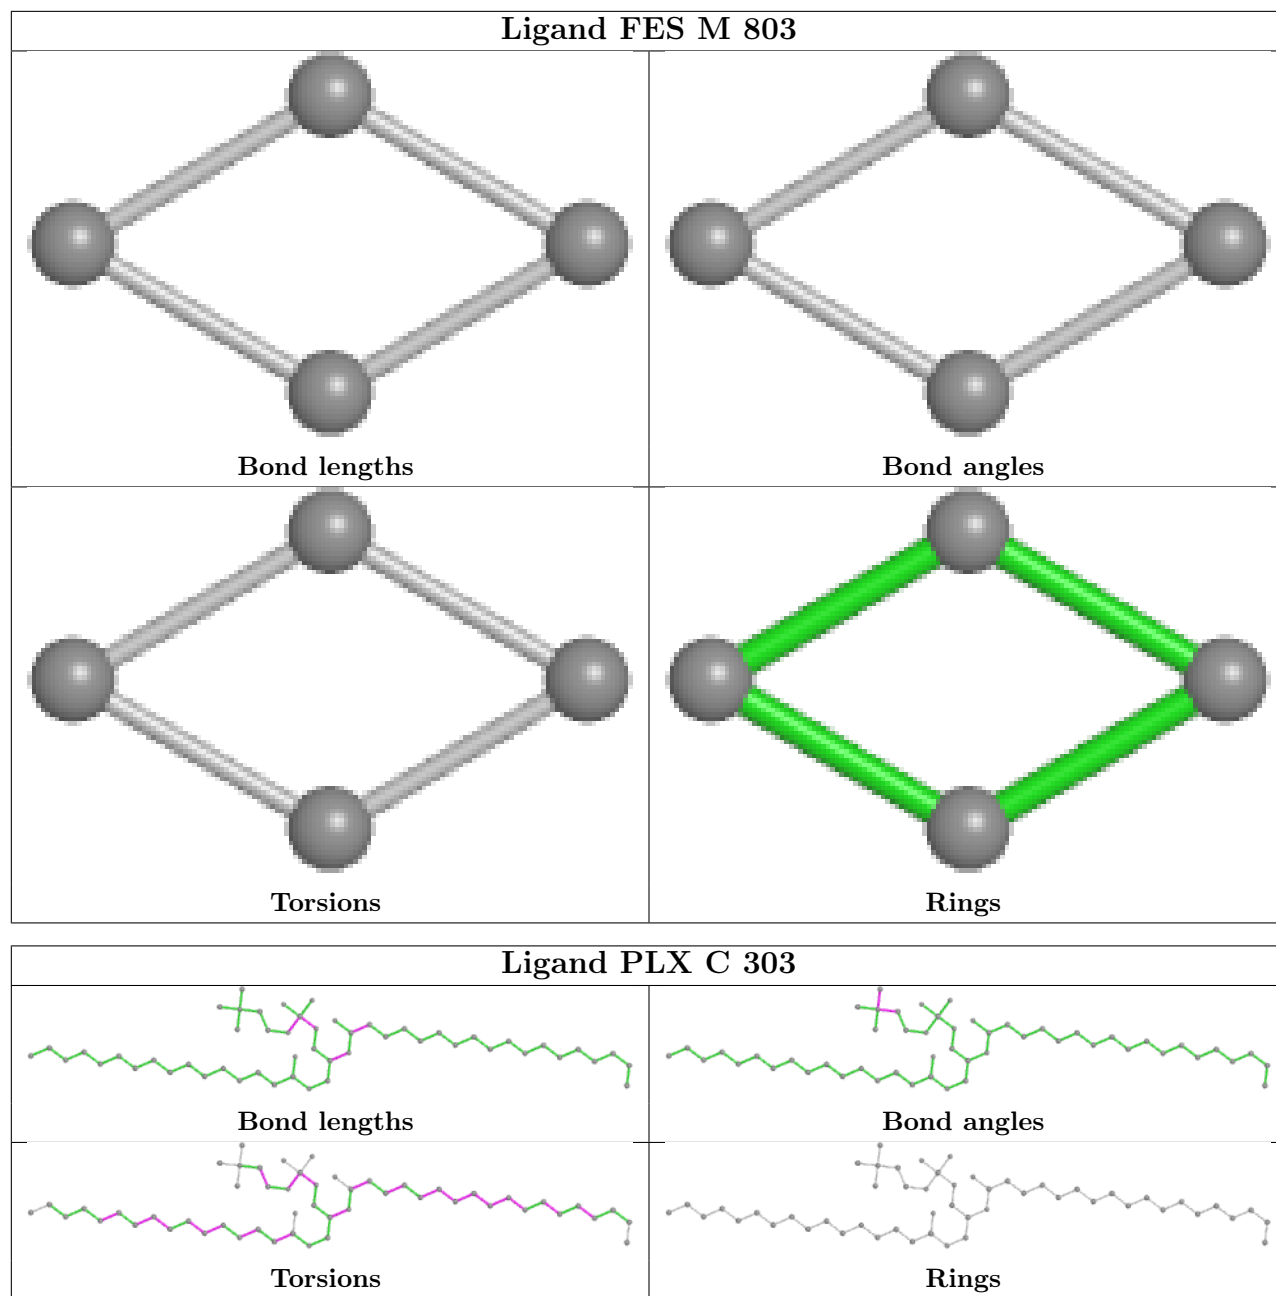 Ligand FES M 803
Bond lengths
Bond angles
Torsions
Rings
Ligand PLX C 303
Bond lengths
Bond angles
Torsions
Rings